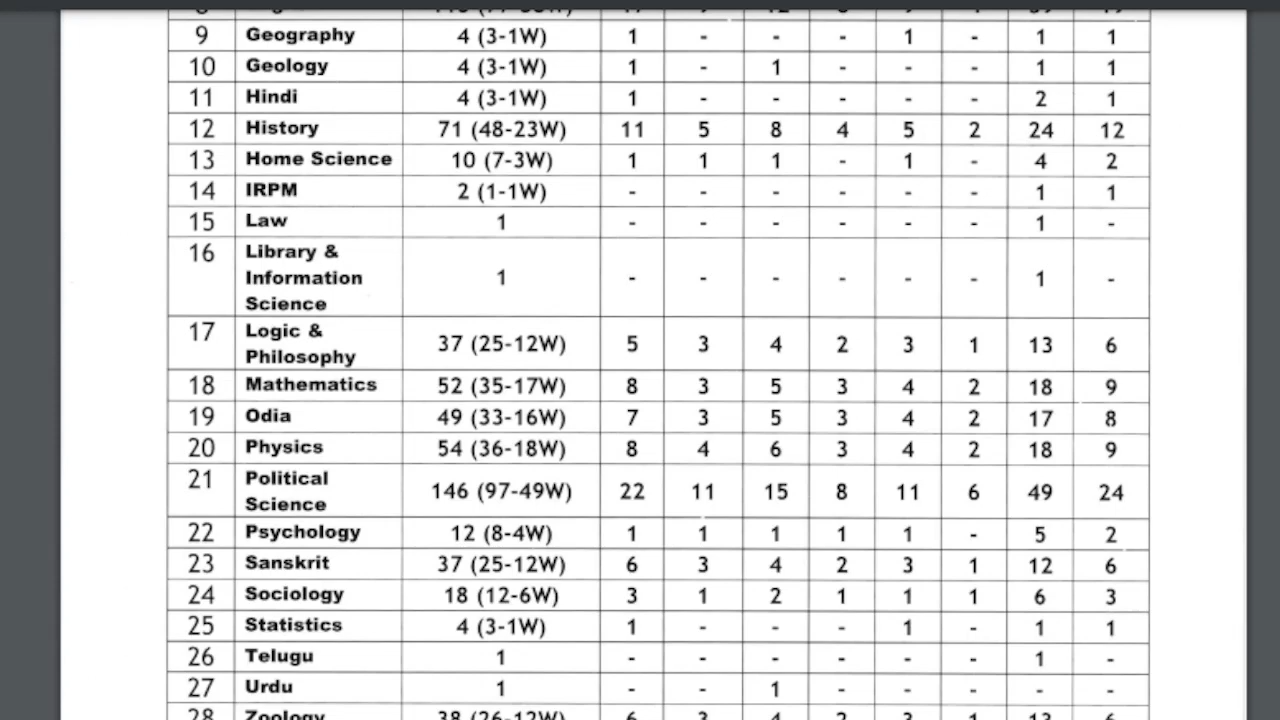 9 Geography 4 (3-1W) 1 - - - 1 - 1 1
10 Geology 4 (3-1W) 1 - 1 - - - 1 1
11 Hindi 4 (3-1W) 1 - - - - - 2 1
12 History 71 (48-23W) 11 5 8 4 5 2 24 12
13 Home Science 10 (7-3W) 1 1 1 - 1 - 4 2
14 IRPM 2 (1-1W) - - - - - - 1 1
15 Law 1 - - - - - - 1 -
16 Library &
Information 1 - - - - - - 1 -
Science
17 Logic &
Philosophy 37 (25-12W) 5 3 4 2 3 1 13 6
18 Mathematics 52 (35-17W) 8 3 5 3 4 2 18 9
19 Odia 49 (33-16W) 7 3 5 3 4 2 17 8
20 Physics 54 (36-18W) 8 4 6 3 4 2 18 9
21 Political
Science 146 (97-49W) 22 11 15 8 11 6 49 24
22 Psychology 12 (8-4W) 1 1 1 1 1 - 5 2
23 Sanskrit 37 (25-12W) 6 3 4 2 3 1 12 6
24 Sociology 18 (12-6W) 3 1 2 1 1 1 6 3
25 Statistics 4 (3-1W) 1 - - - 1 - 1 1
26 Telugu 1 - - - - - - 1 -
27 Urdu 1 - - 1 - - - - -
28 Zoology 38 (26-12W) 6 3 4 2 3 1 13 6